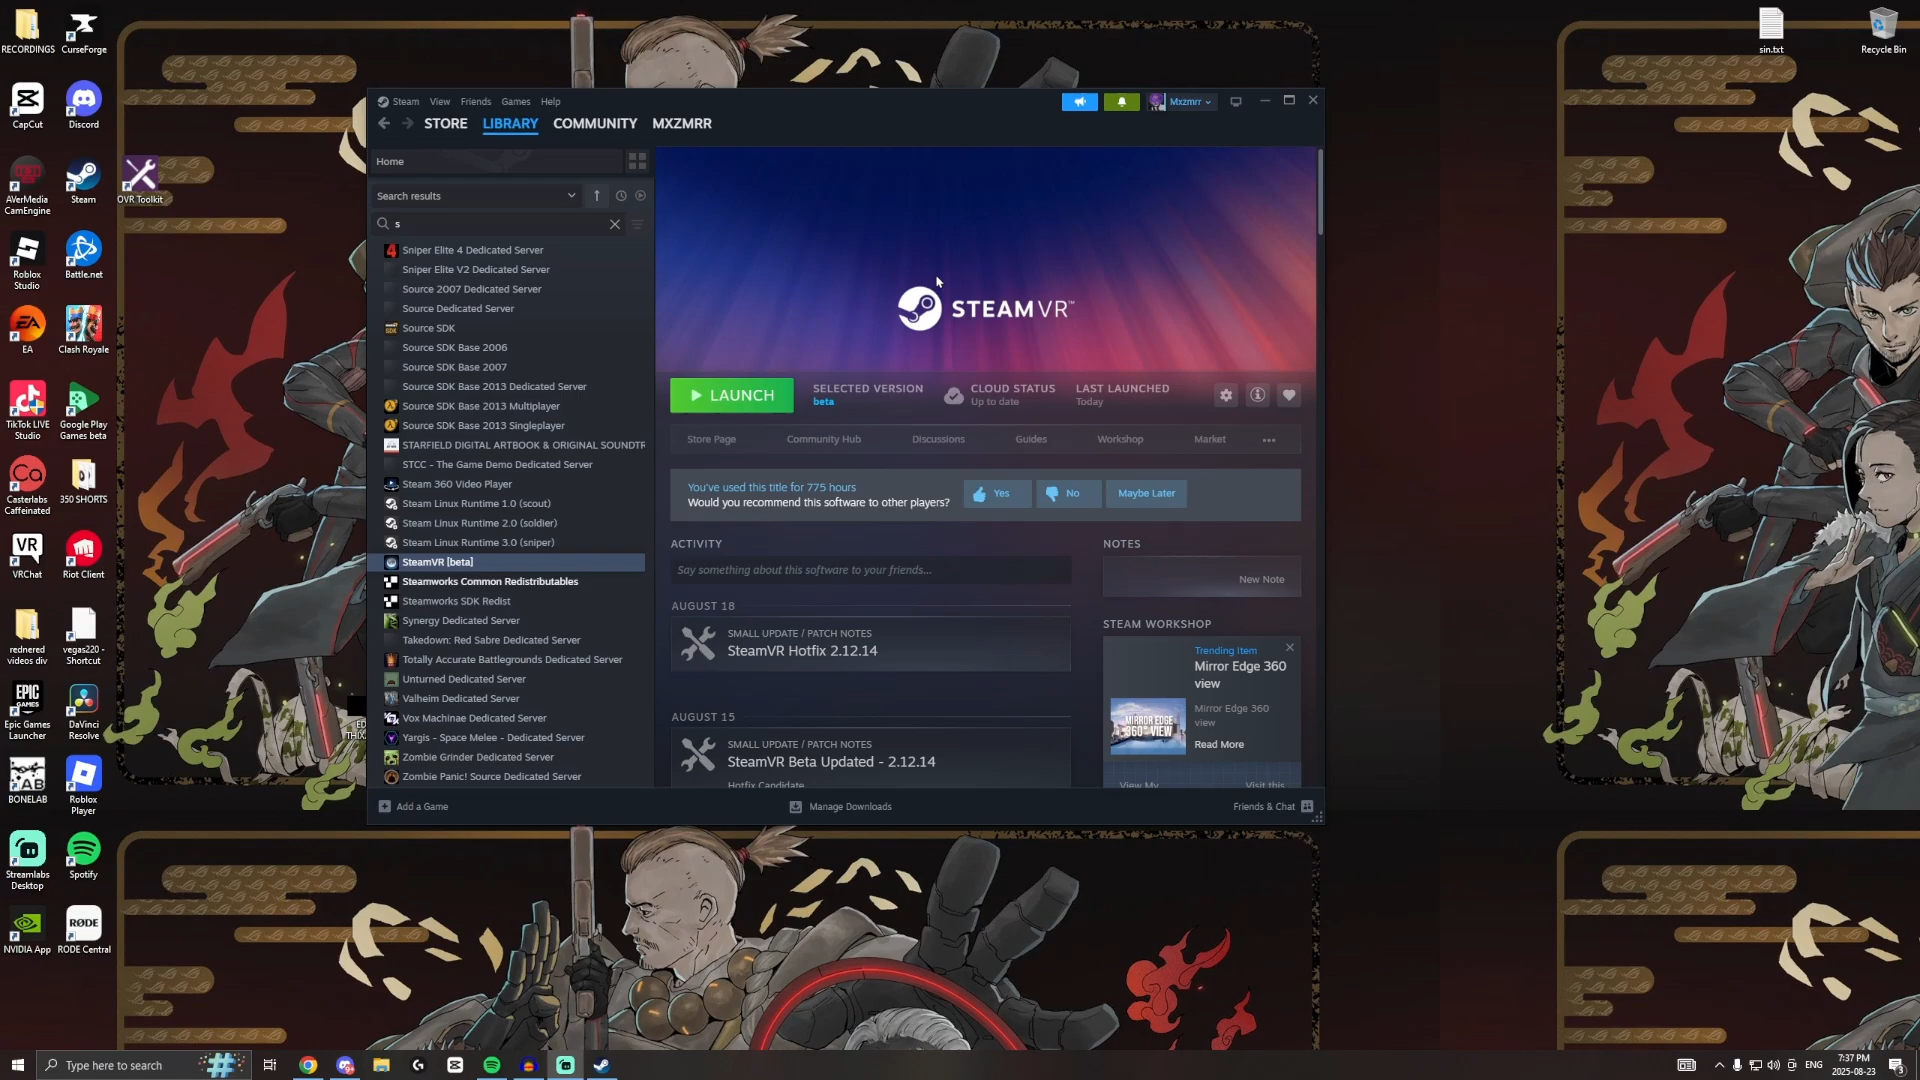 RECORDINGS
CurseForge
CapCut
Discord
AVerMedia
CamEngine
Steam
OVR Toolkit
Roblox
Studio
Battle.net
EA
Clash Royale
TikTok LIVE
Studio
Google Play
Games beta
Casterlabs
Caffeinated
350 SHORTS
VR
VRChat
Riot Client
rednered
videos div
vegas220 -
Shortcut
EPIC
GAMES
Epic Games
Launcher
DaVinci
Resolve
BONELAB
Roblox
Player
Streamlabs
Desktop
Spotify
NVIDIA App
RØDE
RODE Central
sin.txt
Recycle Bin
Steam View Friends Games Help
Mxzmrr
STORE LIBRARY COMMUNITY MXZMRR
Home
Search results
s
Sniper Elite 4 Dedicated Server
Sniper Elite V2 Dedicated Server
Source 2007 Dedicated Server
Source Dedicated Server
Source SDK
Source SDK Base 2006
Source SDK Base 2007
Source SDK Base 2013 Dedicated Server
Source SDK Base 2013 Multiplayer
Source SDK Base 2013 Singleplayer
STARFIELD DIGITAL ARTBOOK & ORIGINAL SOUNDTR
STCC - The Game Demo Dedicated Server
Steam 360 Video Player
Steam Linux Runtime 1.0 (scout)
Steam Linux Runtime 2.0 (soldier)
Steam Linux Runtime 3.0 (sniper)
SteamVR [beta]
Steamworks Common Redistributables
Steamworks SDK Redist
Synergy Dedicated Server
Takedown: Red Sabre Dedicated Server
Totally Accurate Battlegrounds Dedicated Server
Unturned Dedicated Server
Valheim Dedicated Server
Vox Machinae Dedicated Server
Yargis - Space Melee - Dedicated Server
Zombie Grinder Dedicated Server
Zombie Panic! Source Dedicated Server
STEAMVR™
LAUNCH
SELECTED VERSION
beta
CLOUD STATUS
Up to date
LAST LAUNCHED
Today
Store Page Community Hub Discussions Guides Workshop Market
You've used this title for 775 hours
Would you recommend this software to other players?
Yes No Maybe Later
ACTIVITY
Say something about this software to your friends...
AUGUST 18
SMALL UPDATE / PATCH NOTES
SteamVR Hotfix 2.12.14
AUGUST 15
SMALL UPDATE / PATCH NOTES
SteamVR Beta Updated - 2.12.14
Hotfix Candidate
NOTES
New Note
STEAM WORKSHOP
Trending Item
Mirror Edge 360
view
Mirror Edge 360
view
Read More
MIRROR EDGE
360° VIEW
View My
Visit this
Add a Game
Manage Downloads
Friends & Chat
Type here to search
ENG
7:37 PM
2025-08-23
3